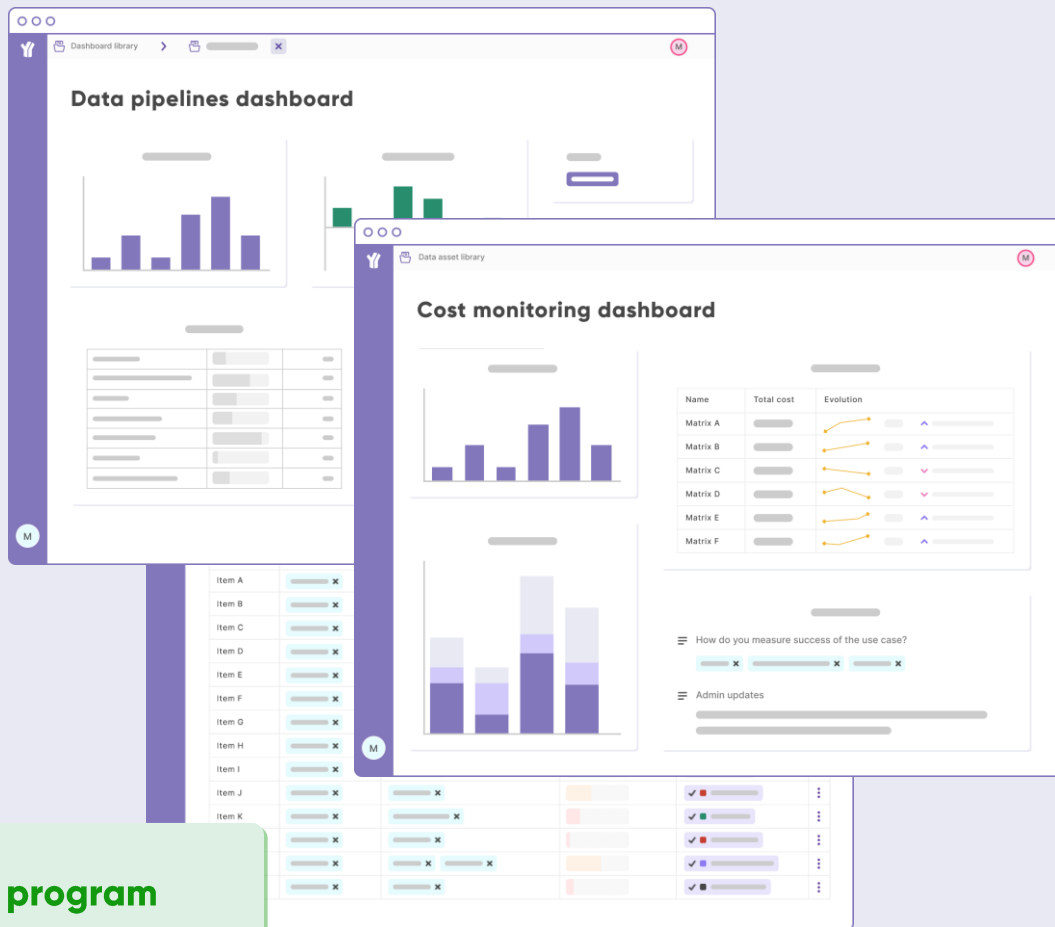 Dashboard library
M
Data pipelines dashboard
Data asset library
M
Cost monitoring dashboard
Name Total cost Evolution
Matrix A
Matrix B
Matrix C
Matrix D
Matrix E
Matrix F
How do you measure success of the use case?
Admin updates
M
M
Item A
Item B
Item C
Item D
Item E
Item F
Item G
Item H
Item I
Item J
Item K
program